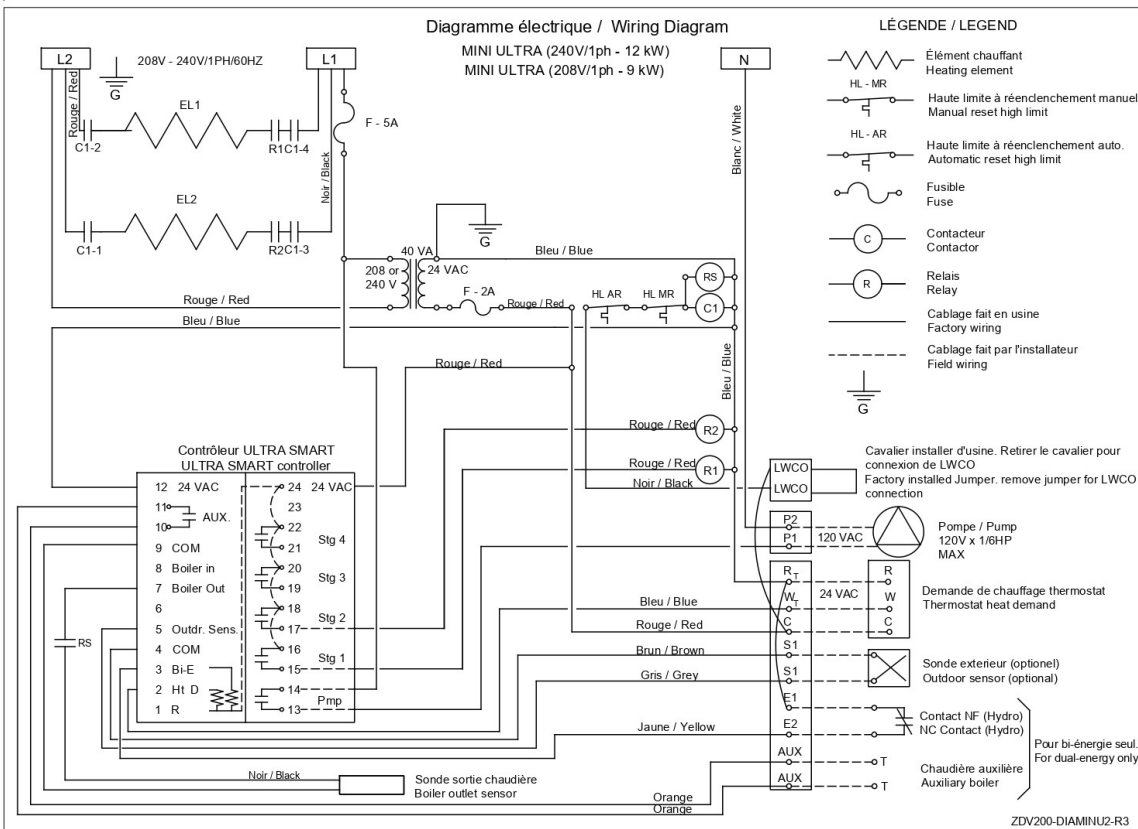 Diagramme électrique / Wiring Diagram
MINI ULTRA (240V/1ph - 12 kW)
MINI ULTRA (208V/1ph - 9 kW)
L2
G
208V - 240V/1PH/60HZ
L1
N
Rouge / Red
EL1
C1-2
R1
C1-4
F - 5A
Noir / Black
Blanc / White
EL2
C1-1
R2
C1-3
G
40 VA
208 or
240 V
24 VAC
Bleu / Blue
F - 2A
Rouge / Red
HL AR
HL MR
RS
C1
Rouge / Red
Bleu / Blue
Rouge / Red
Bleu / Blue
Rouge / Red
R2
Rouge / Red
R1
Noir / Black
LÉGENDE / LEGEND
Élément chauffant
Heating element
HL - MR
Haute limite à réenclenchement manuel
Manual reset high limit
HL - AR
Haute limite à réenclenchement auto.
Automatic reset high limit
Fusible
Fuse
C
Contacteur
Contactor
R
Relais
Relay
Cablage fait en usine
Factory wiring
Cablage fait par l'installateur
Field wiring
G
Contrôleur ULTRA SMART
ULTRA SMART controller
12 24 VAC
11
AUX.
10
9 COM
8 Boiler in
7 Boiler Out
6
5 Outdr. Sens.
4 COM
3 Bi-E
2 Ht D
1 R
24 24 VAC
23
22
Stg 4
21
20
Stg 3
19
18
Stg 2
17
16
Stg 1
15
14
Pmp
13
RS
Noir / Black
Sonde sortie chaudière
Boiler outlet sensor
LWCO
LWCO
Cavalier installer d'usine. Retirer le cavalier pour
connexion de LWCO
Factory installed Jumper. remove jumper for LWCO
connection
P2
P1
120 VAC
Pompe / Pump
120V x 1/6HP
MAX
RT
24 VAC
R
Bleu / Blue
WT
W
Rouge / Red
C
C
Demande de chauffage thermostat
Thermostat heat demand
Brun / Brown
S1
Gris / Grey
S1
Sonde exterieur (optionel)
Outdoor sensor (optional)
E1
Jaune / Yellow
E2
Contact NF (Hydro)
NC Contact (Hydro)
AUX
T
AUX
T
Chaudière auxilière
Auxiliary boiler
Pour bi-énergie seul.
For dual-energy only
Orange
Orange
ZDV200-DIAMINU2-R3